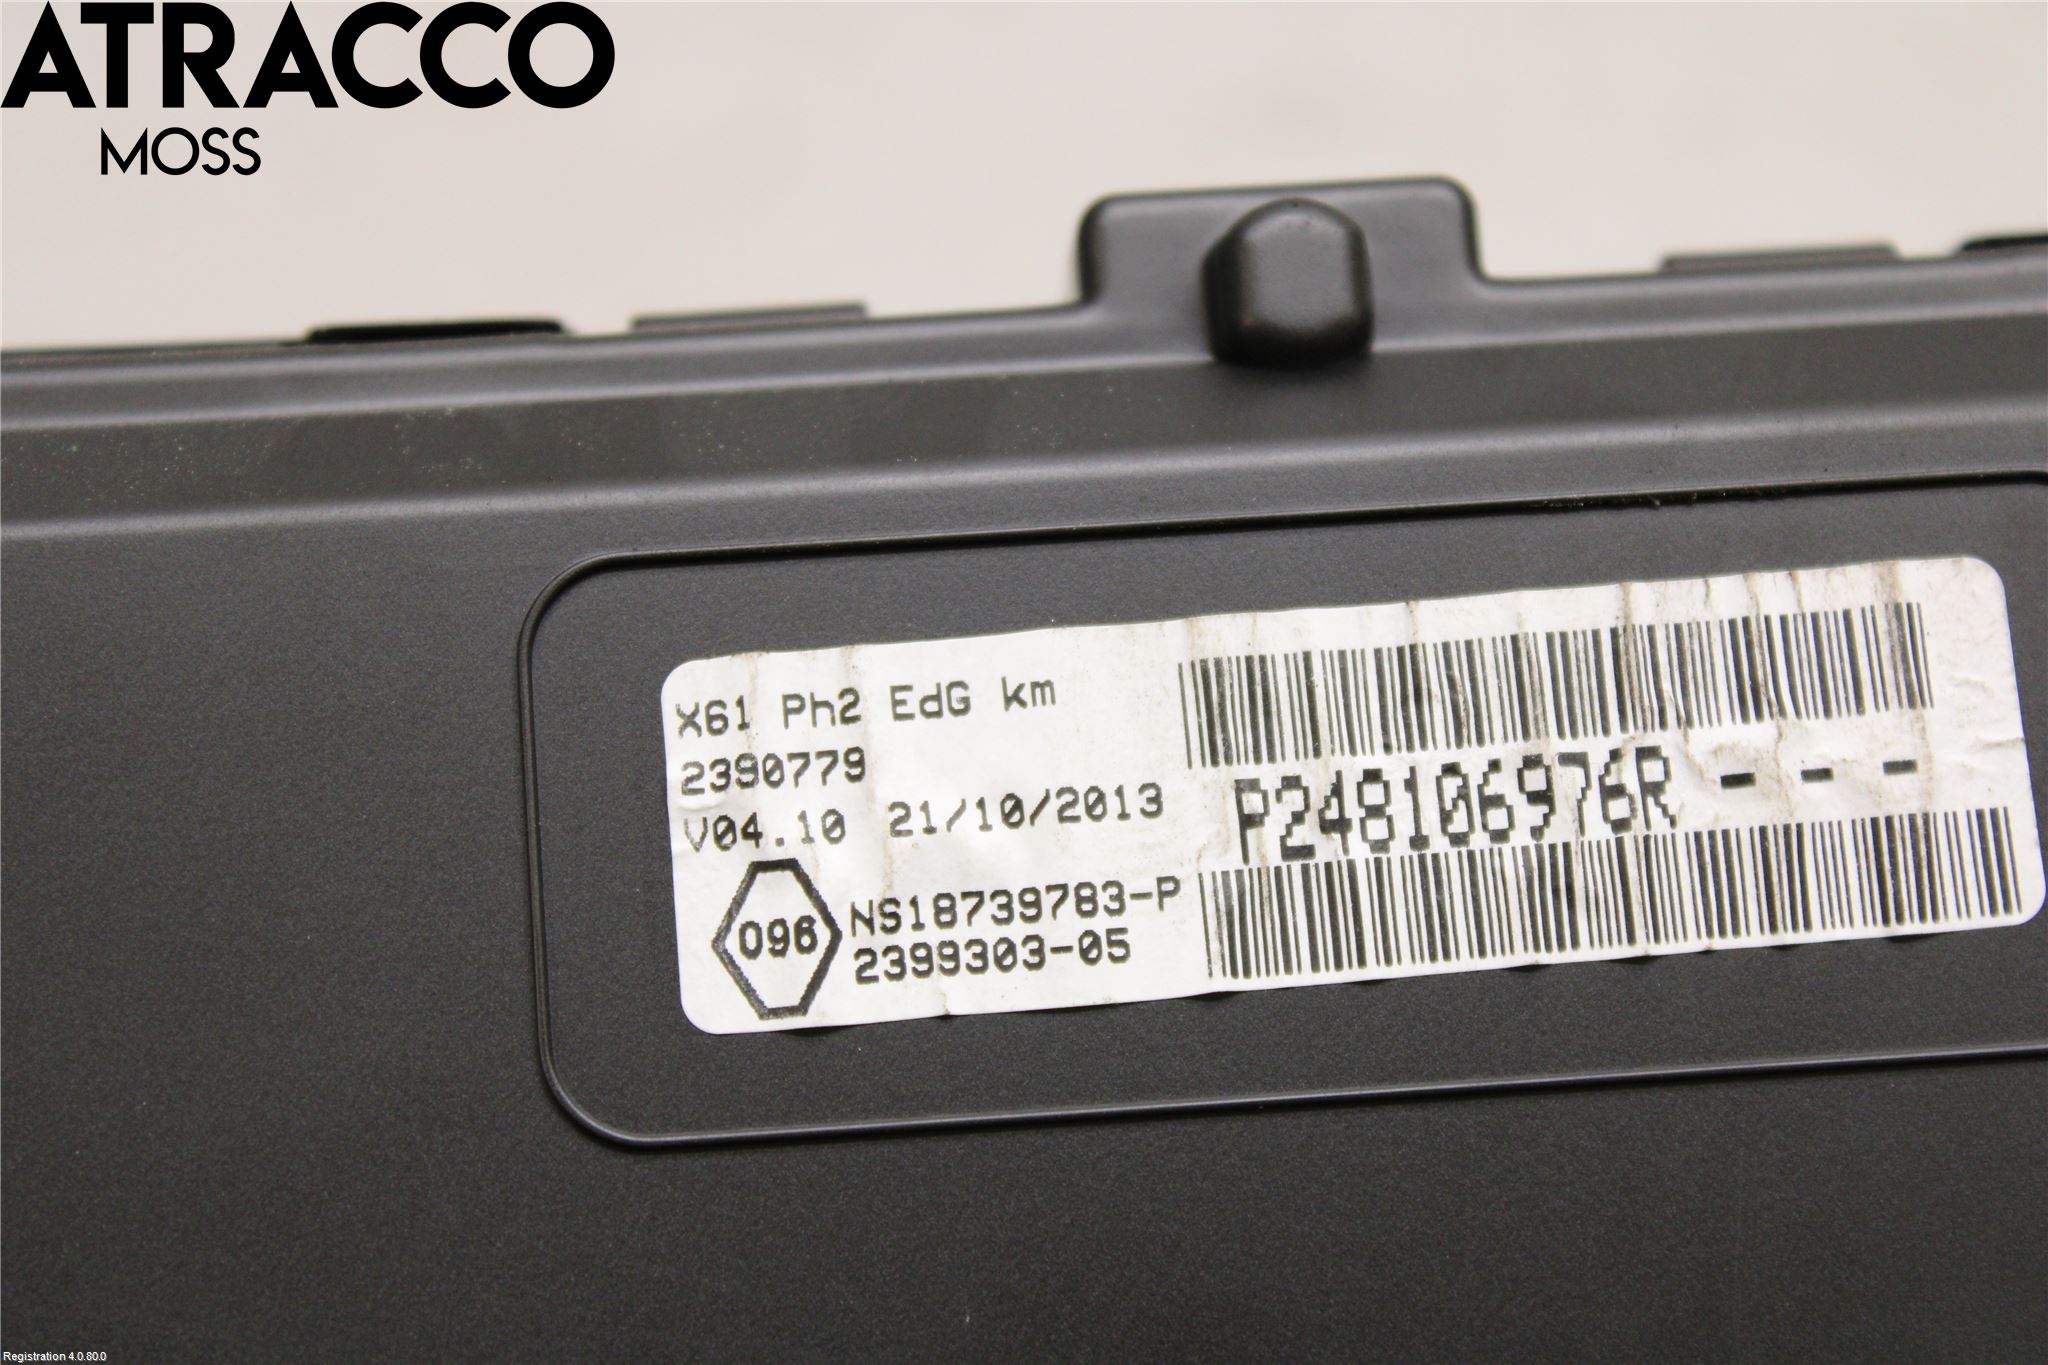 ATRACCO
MOSS
X61 Ph2 EdG km
2390779
V04.10 21/10/2013
P248106976R - - -
096
NS18739783-P
2399303-05
Registration 4.0.80.0